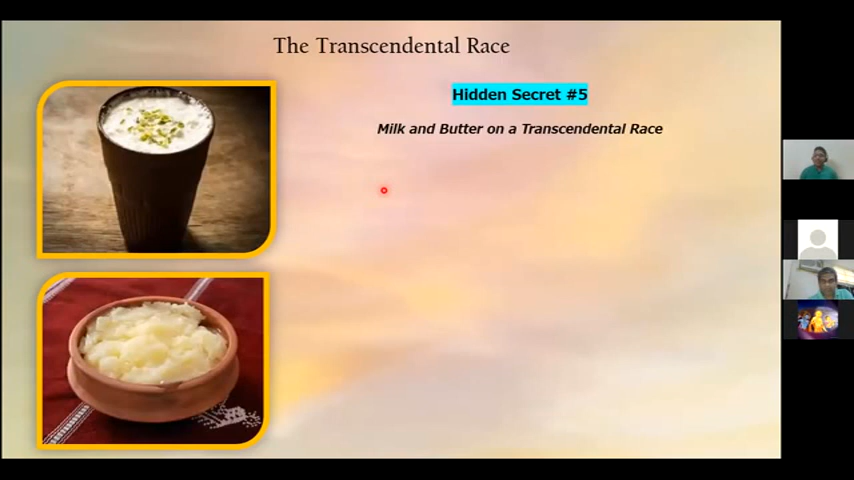 The Transcendental Race
Hidden Secret #5
Milk and Butter on a Transcendental Race